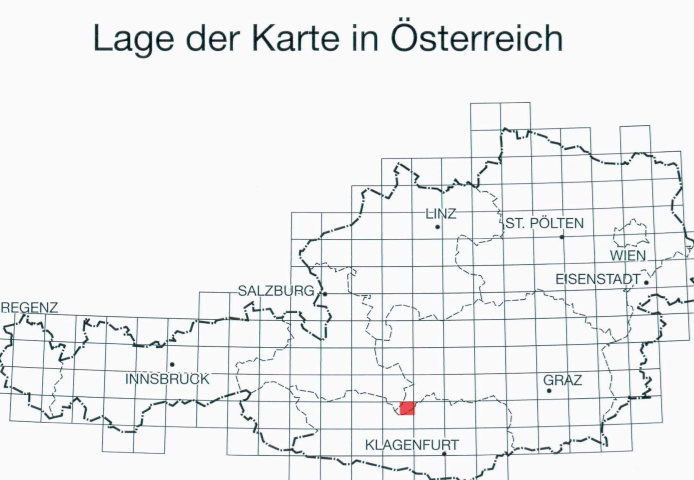 Lage der Karte in Österreich
LINZ
ST. PÖLTEN
WIEN
EISENSTADT
SALZBURG
REGENZ
INNSBRUCK
GRAZ
KLAGENFURT